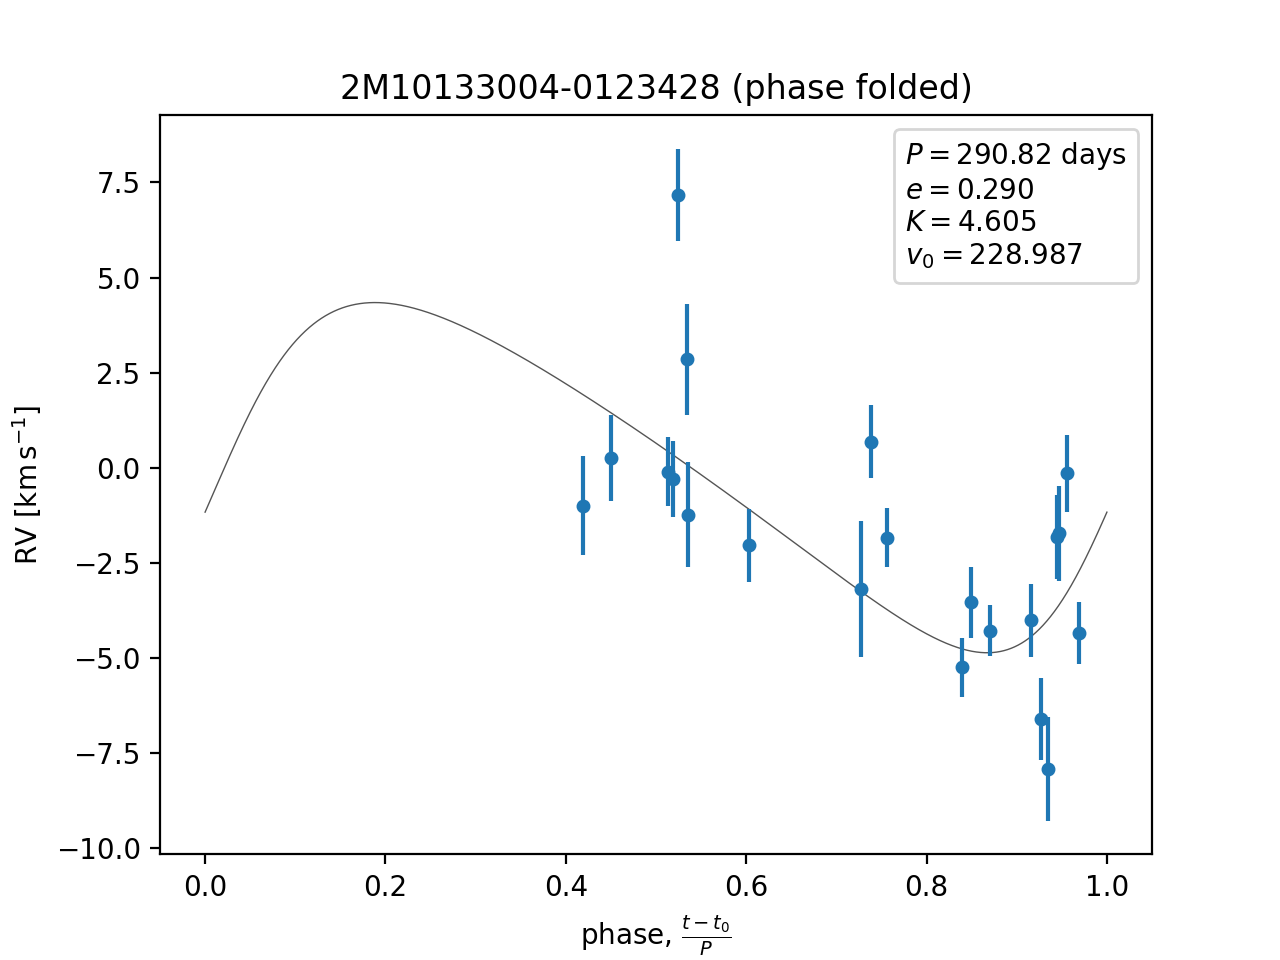 2M10133004-0123428 (phase folded)
P = 290.82 days
e = 0.290
K = 4.605
v₀ = 228.987
RV [km s⁻¹]
7.5
5.0
2.5
0.0
−2.5
−5.0
−7.5
−10.0
0.0 0.2 0.4 0.6 0.8 1.0
phase, (t − t₀)/P